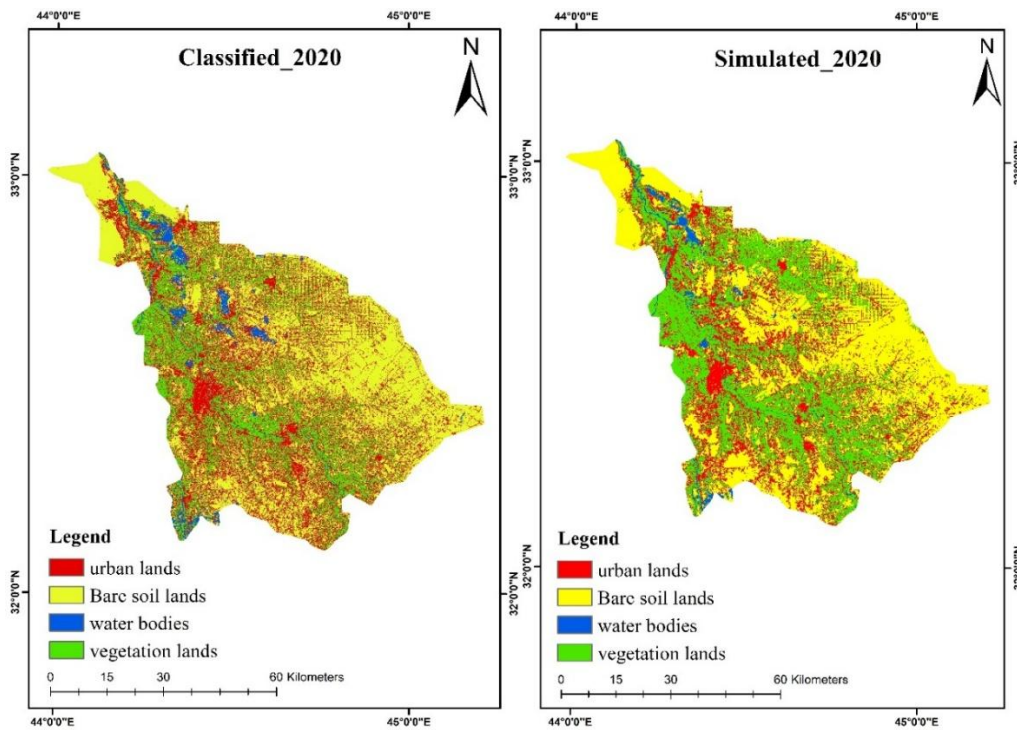 44°0'0"E
45°0'0"E
Classified_2020
N
33°0'0"N
32°0'0"N
Legend
urban lands
Bare soil lands
water bodies
vegetation lands
0 15 30 60 Kilometers
44°0'0"E
45°0'0"E
44°0'0"E
45°0'0"E
Simulated_2020
N
33°0'0"N
32°0'0"N
Legend
urban lands
Bare soil lands
water bodies
vegetation lands
0 15 30 60 Kilometers
44°0'0"E
45°0'0"E